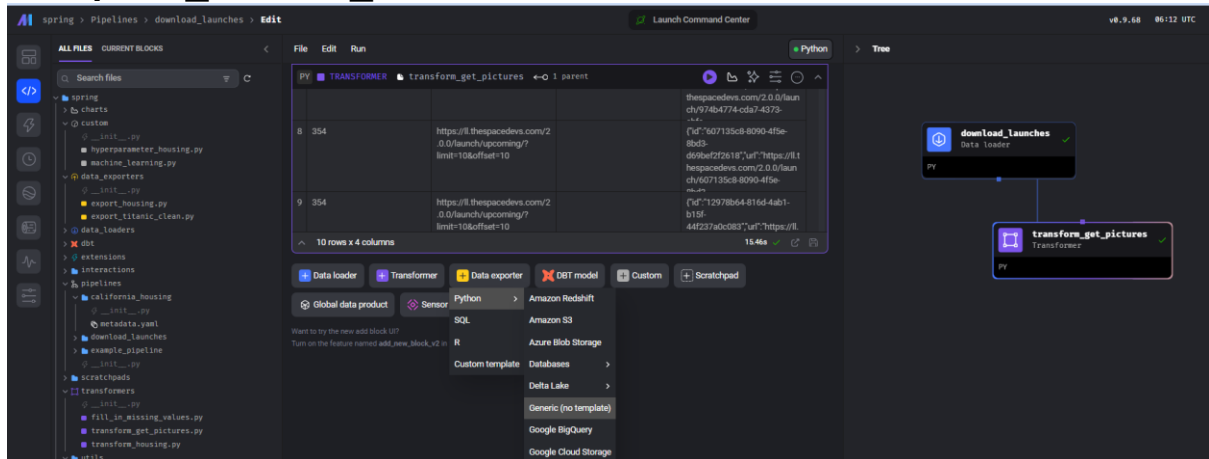 spring > Pipelines > download_launches > Edit
Launch Command Center
v0.9.68 06:12 UTC
ALL FILES CURRENT BLOCKS
Search files
spring
charts
custom
__init__.py
hyperparameter_housing.py
machine_learning.py
data_exporters
__init__.py
export_housing.py
export_titanic_clean.py
data_loaders
dbt
extensions
interactions
pipelines
california_housing
__init__.py
metadata.yaml
download_launches
example_pipeline
__init__.py
scratchpads
transformers
__init__.py
fill_in_missing_values.py
transform_get_pictures.py
transform_housing.py
utils
File Edit Run
Python
PY TRANSFORMER transform_get_pictures 1 parent
thespacedevs.com/2.0.0/laun
ch/974b4774-cda7-4373-
8 354 https://ll.thespacedevs.com/2 {"id":"607135c8-8090-4f5e-
.0.0/launch/upcoming/? 8bd3-
limit=10&offset=10 d69bef2f2618","url":"https://ll.t
hespacedevs.com/2.0.0/laun
ch/607135c8-8090-4f5e-
9 354 https://ll.thespacedevs.com/2 {"id":"12978b64-816d-4ab1-
.0.0/launch/upcoming/? b15f-
limit=10&offset=10 44f237a0c083","url":"https://ll.
10 rows x 4 columns 15.46s
Data loader Transformer Data exporter DBT model Custom Scratchpad
Global data product Sensor
Want to try the new add block UI?
Turn on the feature named add_new_block_v2 in
Python
SQL
R
Custom template
Amazon Redshift
Amazon S3
Azure Blob Storage
Databases
Delta Lake
Generic (no template)
Google BigQuery
Google Cloud Storage
Tree
download_launches
Data loader
PY
transform_get_pictures
Transformer
PY